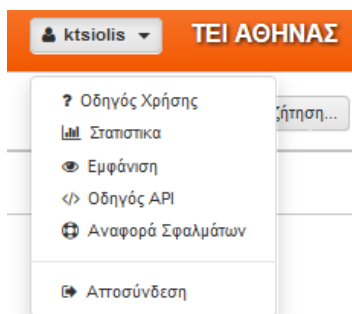 ktsiolis ΤΕΙ ΑΘΗΝΑΣ
? Οδηγός Χρήσης
ζήτηση...
Στατιστικα
Εμφάνιση
</> Οδηγός API
Αναφορά Σφαλμάτων
Αποσύνδεση